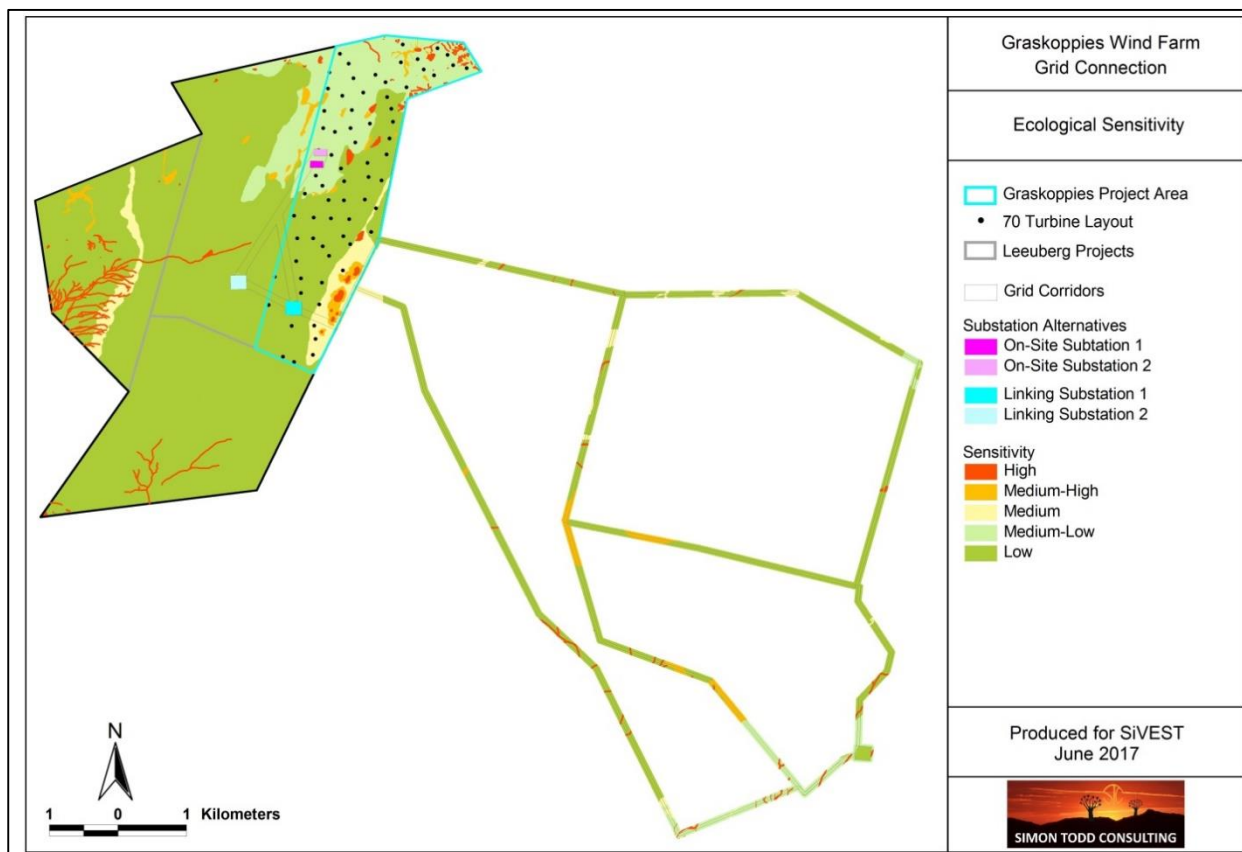 Graskoppies Wind Farm
Grid Connection
Ecological Sensitivity
Graskoppies Project Area
70 Turbine Layout
Leeuberg Projects
Grid Corridors
Substation Alternatives
On-Site Subtation 1
On-Site Substation 2
Linking Substation 1
Linking Substation 2
Sensitivity
High
Medium-High
Medium
Medium-Low
Low
N
1 0 1 Kilometers
Produced for SiVEST
June 2017
SIMON TODD CONSULTING